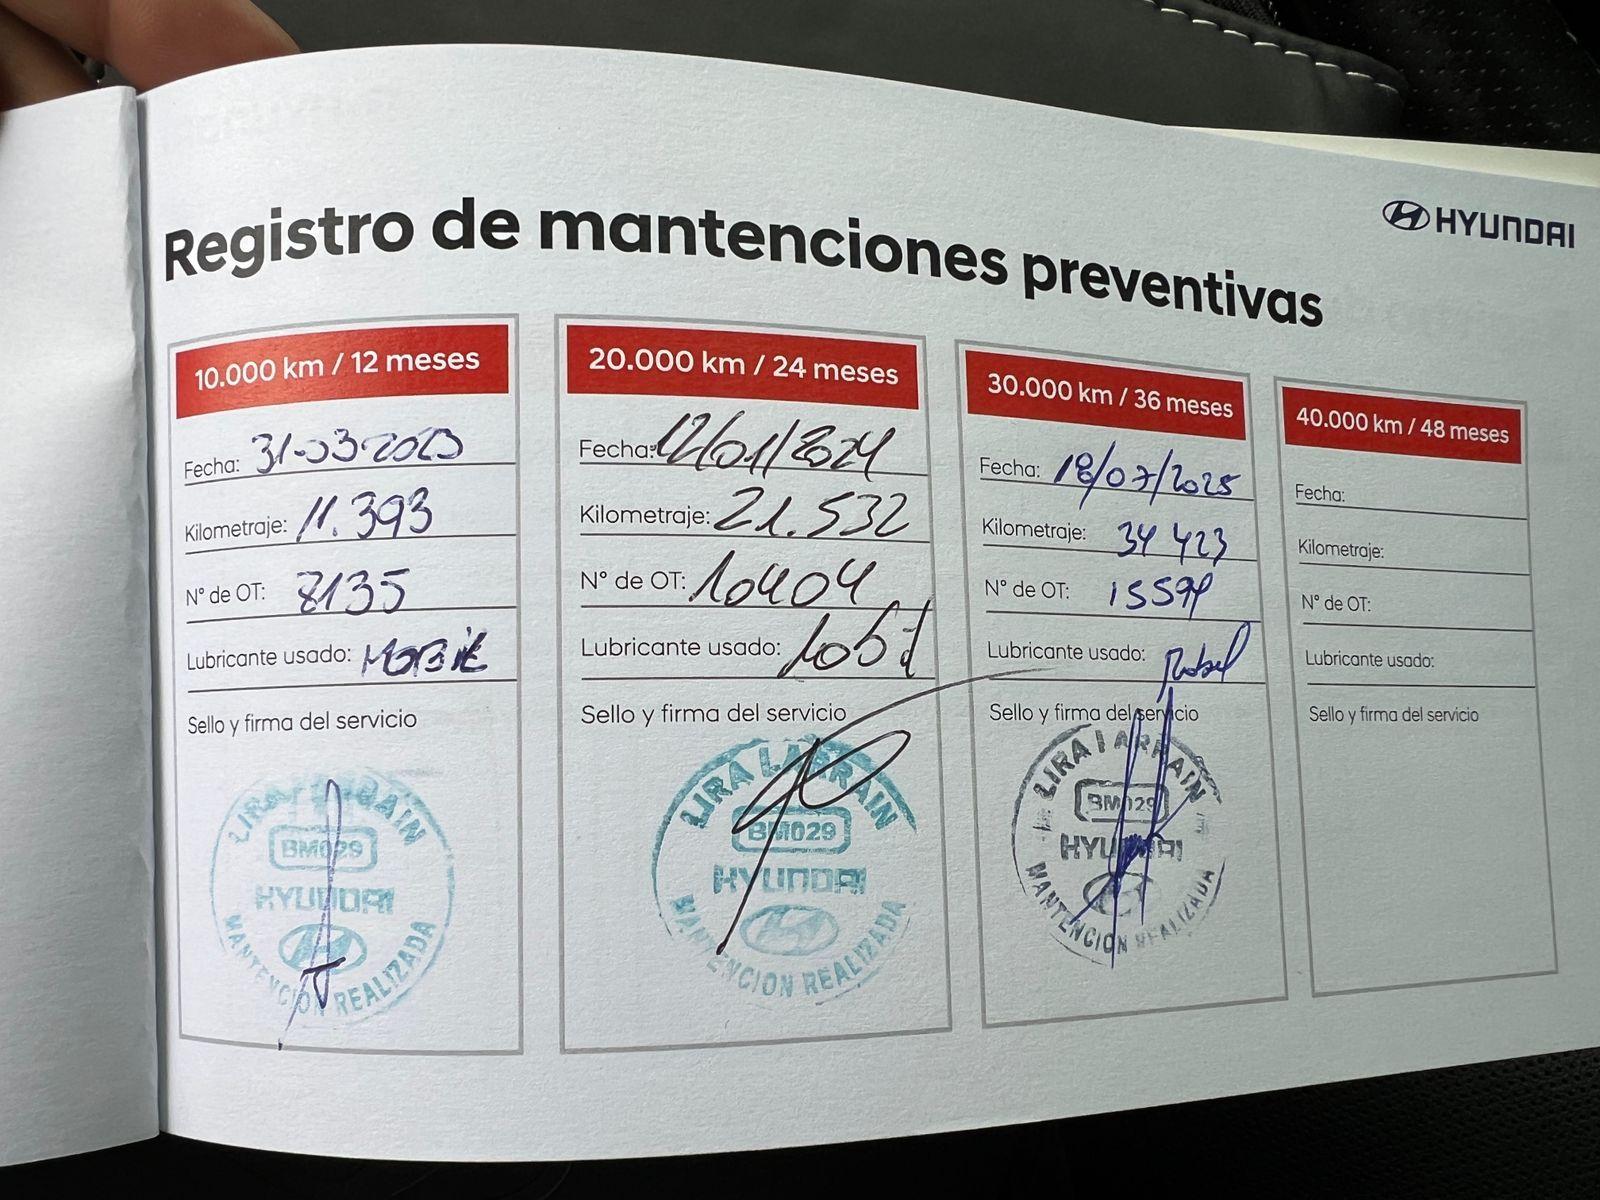 HYUNDAI
Registro de mantenciones preventivas
10.000 km / 12 meses
Fecha: 31-03-2023
Kilometraje: 11.393
N° de OT: 8135
Lubricante usado: Mobil
Sello y firma del servicio
LIRA LARRAIN
BM029
HYUNDAI
MANTENCION REALIZADA
20.000 km / 24 meses
Fecha: 12/01/2024
Kilometraje: 21.532
N° de OT: 10404
Lubricante usado:
Sello y firma del servicio
LIRA LARRAIN
BM029
HYUNDAI
MANTENCION REALIZADA
30.000 km / 36 meses
Fecha: 18/07/2025
Kilometraje: 34 423
N° de OT:
Lubricante usado: Mobil
Sello y firma del servicio
LIRA LARRAIN
BM029
HYUNDAI
MANTENCION REALIZADA
40.000 km / 48 meses
Fecha:
Kilometraje:
N° de OT:
Lubricante usado:
Sello y firma del servicio